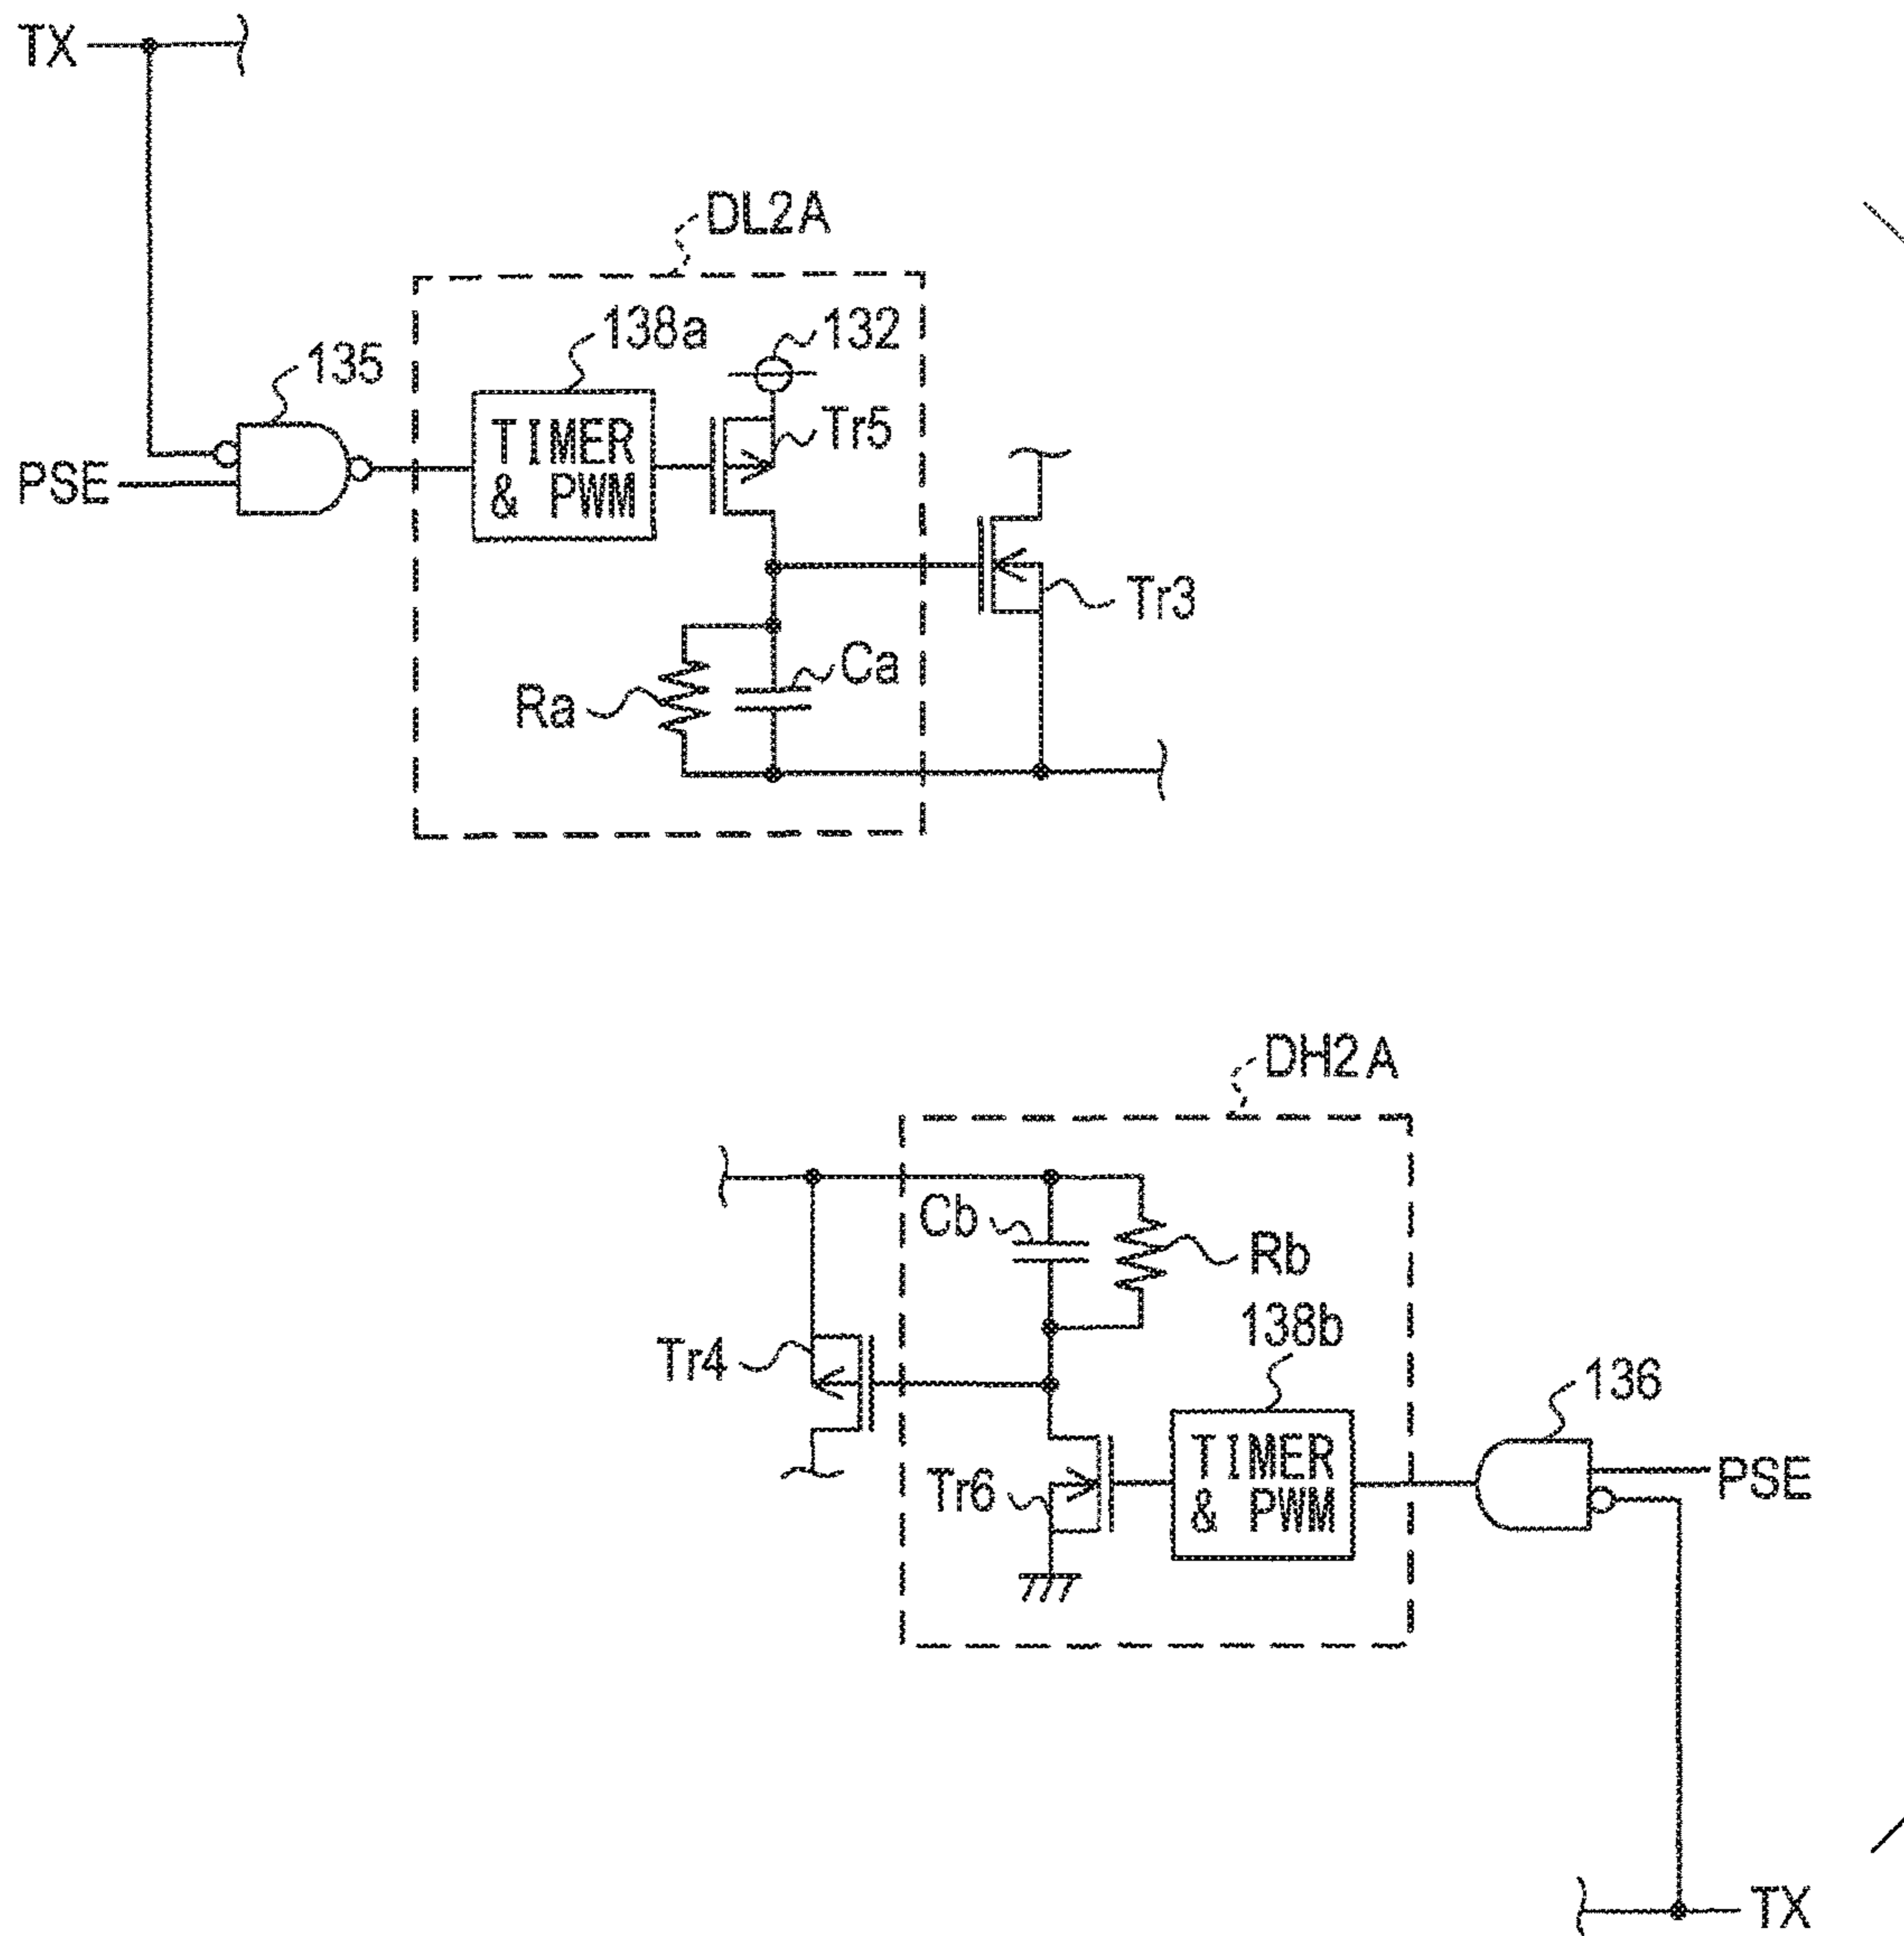 TX
DL2A
138a
132
135
TIMER
& PWM
Tr5
PSE
Tr3
Ca
Ra
DH2A
Cb
Rb
138b
Tr4
136
TIMER
& PWM
PSE
Tr6
TX